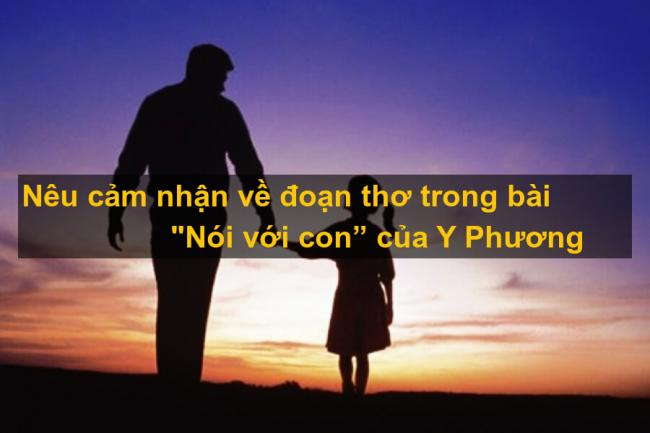 Nêu cảm nhận về đoạn thơ trong bài
"Nói với con” của Y Phương